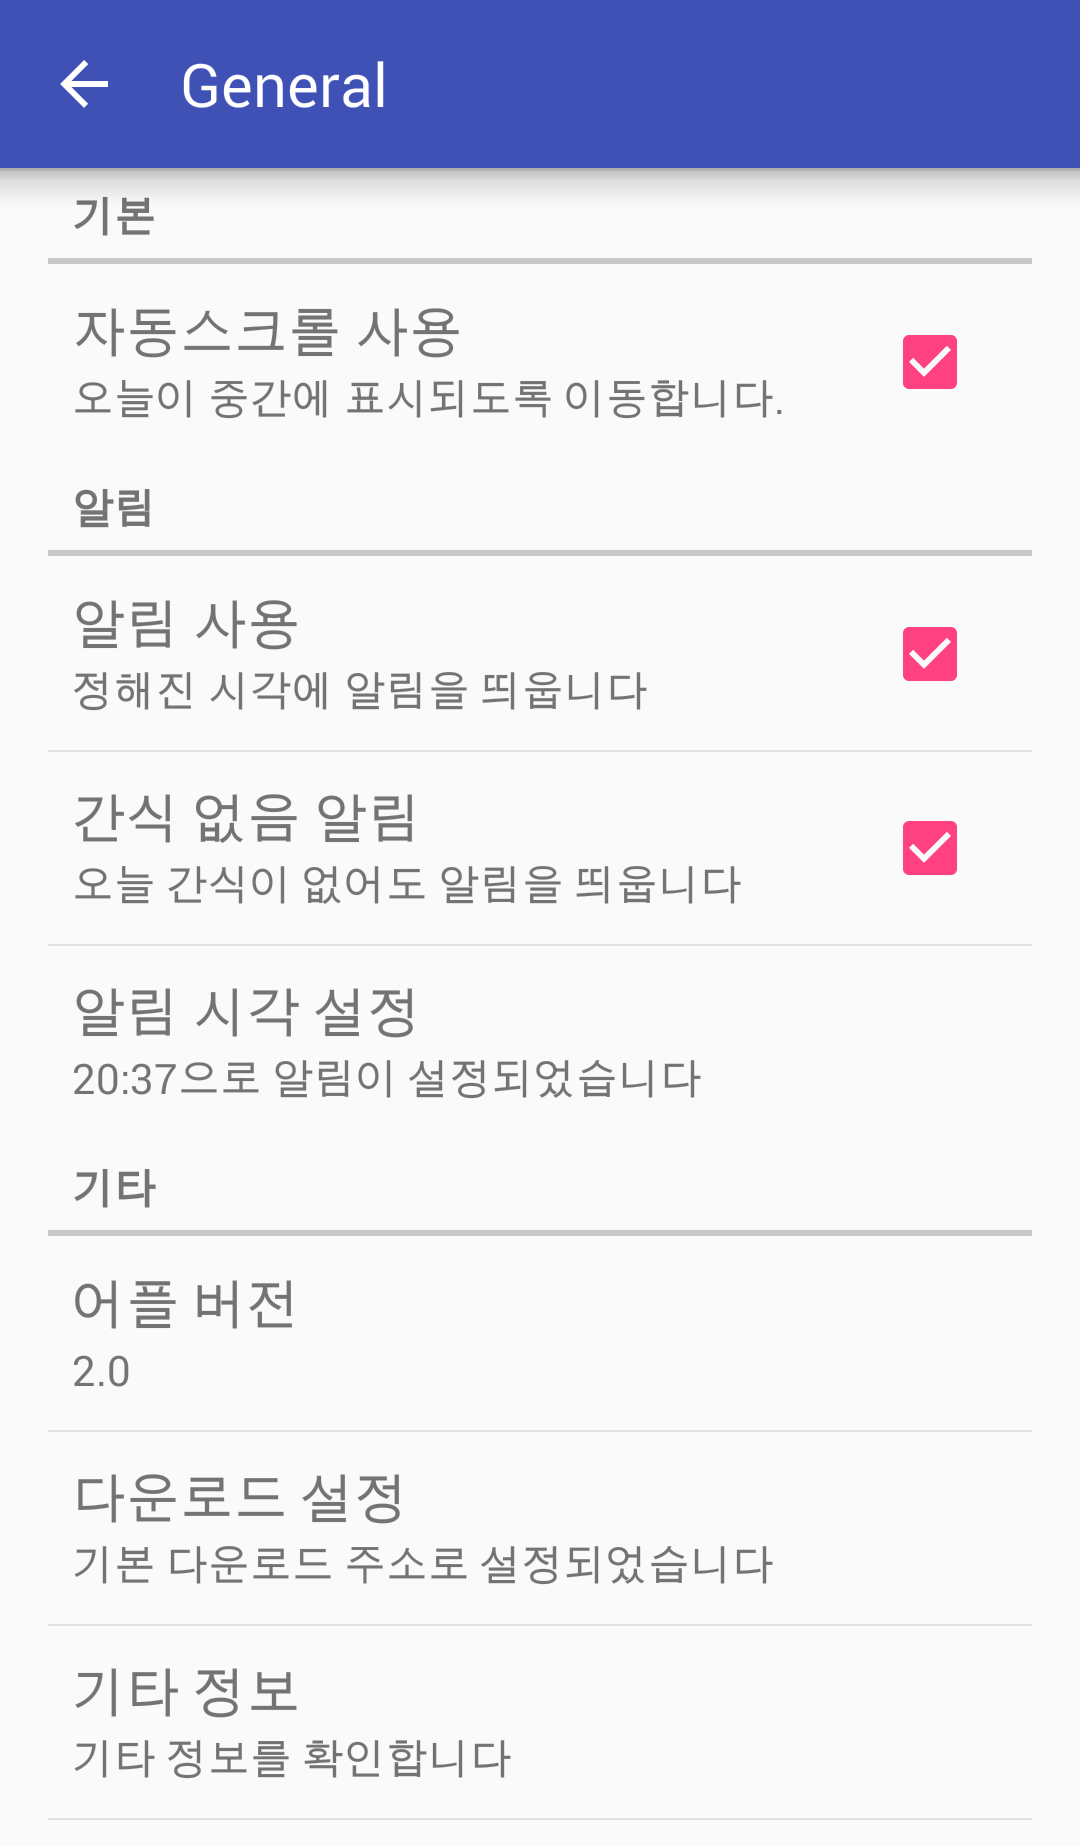 General
기본
자동스크롤 사용
오늘이 중간에 표시되도록 이동합니다.
알림
알림 사용
정해진 시각에 알림을 띄웁니다
간식 없음 알림
오늘 간식이 없어도 알림을 띄웁니다
알림 시각 설정
20:37으로 알림이 설정되었습니다
기타
어플 버전
2.0
다운로드 설정
기본 다운로드 주소로 설정되었습니다
기타 정보
기타 정보를 확인합니다